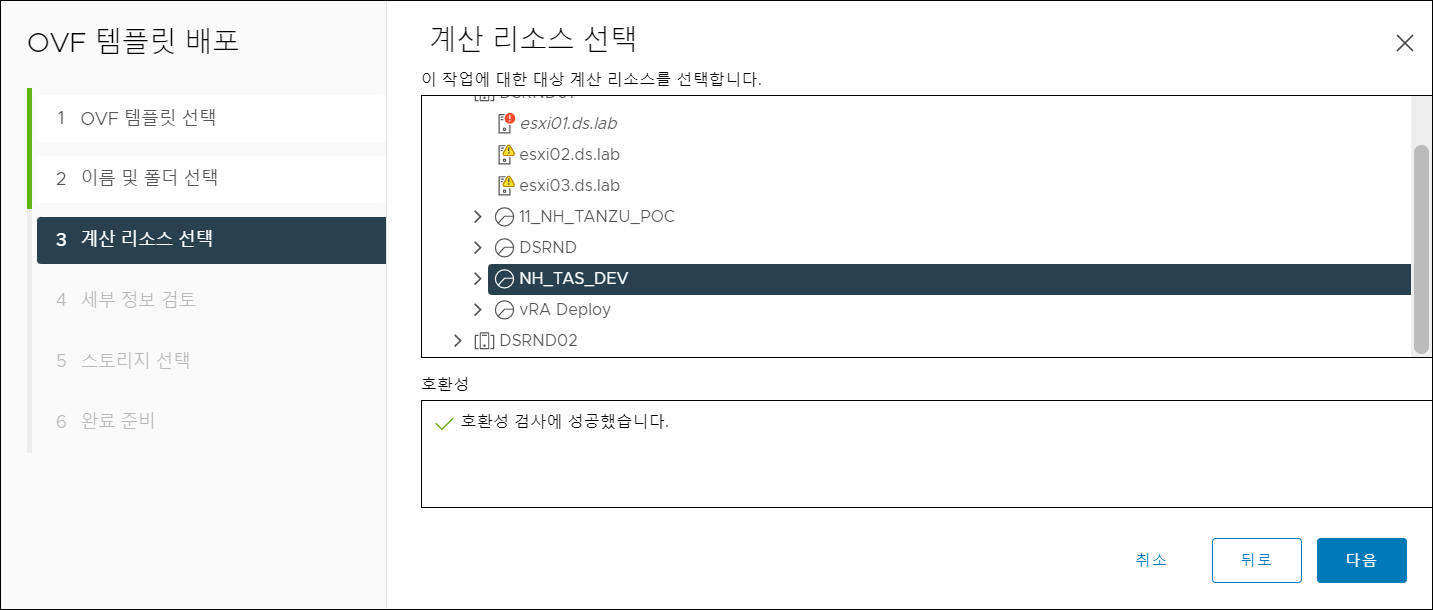 OVF 템플릿 배포
1 OVF 템플릿 선택
2 이름 및 폴더 선택
3 계산 리소스 선택
4 세부 정보 검토
5 스토리지 선택
6 완료 준비
계산 리소스 선택
이 작업에 대한 대상 계산 리소스를 선택합니다.
esxi01.ds.lab
esxi02.ds.lab
esxi03.ds.lab
11_NH_TANZU_POC
DSRND
NH_TAS_DEV
vRA Deploy
DSRND02
호환성
호환성 검사에 성공했습니다.
취소 뒤로 다음